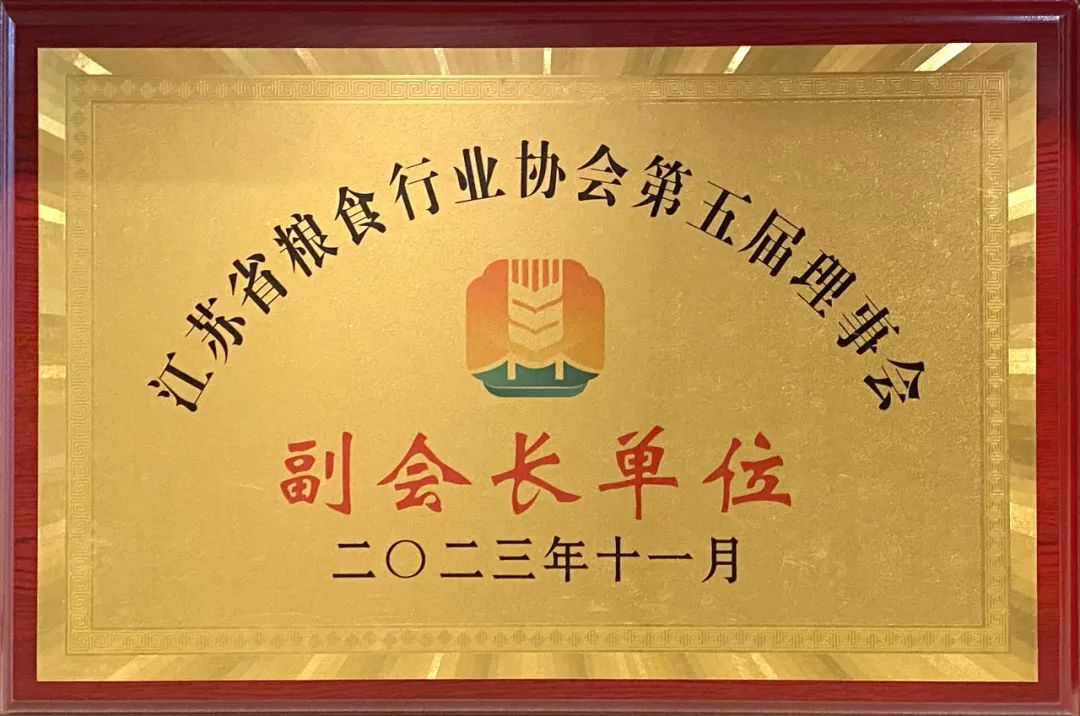 江苏省粮食行业协会第五届理事会
副会长单位
二〇二三年十一月